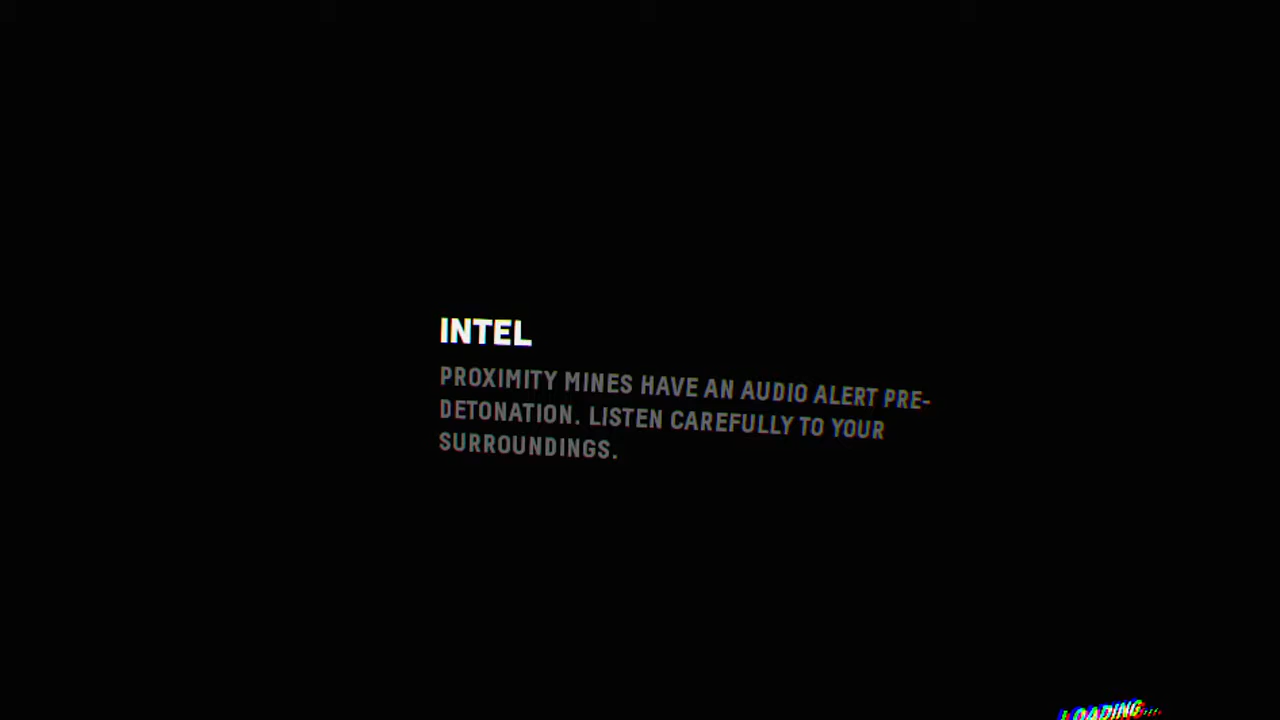 INTEL
PROXIMITY MINES HAVE AN AUDIO ALERT PRE-
DETONATION. LISTEN CAREFULLY TO YOUR
SURROUNDINGS.
LOADING...